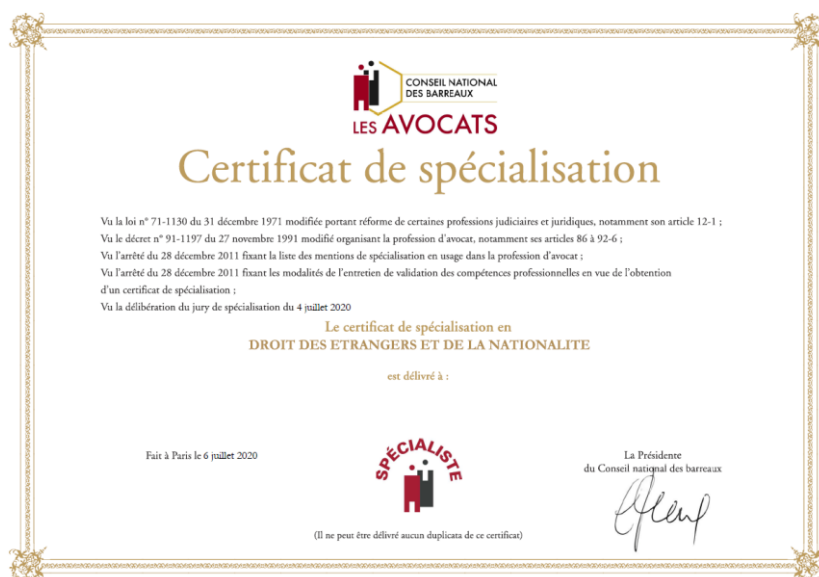 CONSEIL NATIONAL
DES BARREAUX
LES AVOCATS
Certificat de spécialisation
Vu la loi n° 71-1130 du 31 décembre 1971 modifiée portant réforme de certaines professions judiciaires et juridiques, notamment son article 12-1 ;
Vu le décret n° 91-1197 du 27 novembre 1991 modifié organisant la profession d'avocat, notamment ses articles 86 à 92-6 ;
Vu l'arrêté du 28 décembre 2011 fixant la liste des mentions de spécialisation en usage dans la profession d'avocat ;
Vu l'arrêté du 28 décembre 2011 fixant les modalités de l'entretien de validation des compétences professionnelles en vue de l'obtention
d'un certificat de spécialisation ;
Vu la délibération du jury de spécialisation du 4 juillet 2020
Le certificat de spécialisation en
DROIT DES ETRANGERS ET DE LA NATIONALITE
est délivré à :
Fait à Paris le 6 juillet 2020
SPÉCIALISTE
La Présidente
du Conseil national des barreaux
(Il ne peut être délivré aucun duplicata de ce certificat)